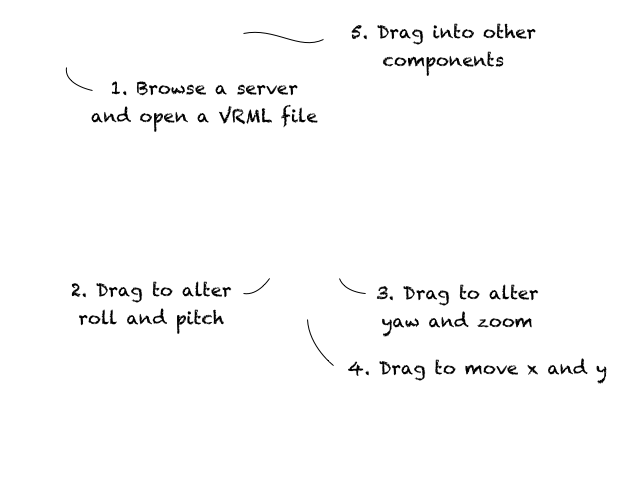 5. Drag into other
components
1. Browse a server
and open a VRML file
2. Drag to alter
roll and pitch
3. Drag to alter
yaw and zoom
4. Drag to move x and y